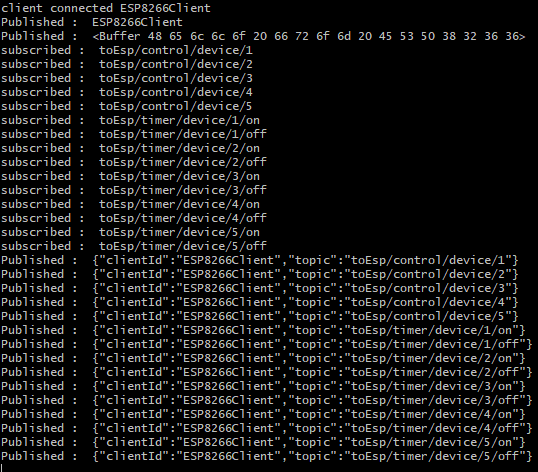 client connected ESP8266Client
Published :  ESP8266Client
Published :  <Buffer 48 65 6c 6c 6f 20 66 72 6f 6d 20 45 53 50 38 32 36 36>
subscribed :  toEsp/control/device/1
subscribed :  toEsp/control/device/2
subscribed :  toEsp/control/device/3
subscribed :  toEsp/control/device/4
subscribed :  toEsp/control/device/5
subscribed :  toEsp/timer/device/1/on
subscribed :  toEsp/timer/device/1/off
subscribed :  toEsp/timer/device/2/on
subscribed :  toEsp/timer/device/2/off
subscribed :  toEsp/timer/device/3/on
subscribed :  toEsp/timer/device/3/off
subscribed :  toEsp/timer/device/4/on
subscribed :  toEsp/timer/device/4/off
subscribed :  toEsp/timer/device/5/on
subscribed :  toEsp/timer/device/5/off
Published :  {"clientId":"ESP8266Client","topic":"toEsp/control/device/1"}
Published :  {"clientId":"ESP8266Client","topic":"toEsp/control/device/2"}
Published :  {"clientId":"ESP8266Client","topic":"toEsp/control/device/3"}
Published :  {"clientId":"ESP8266Client","topic":"toEsp/control/device/4"}
Published :  {"clientId":"ESP8266Client","topic":"toEsp/control/device/5"}
Published :  {"clientId":"ESP8266Client","topic":"toEsp/timer/device/1/on"}
Published :  {"clientId":"ESP8266Client","topic":"toEsp/timer/device/1/off"}
Published :  {"clientId":"ESP8266Client","topic":"toEsp/timer/device/2/on"}
Published :  {"clientId":"ESP8266Client","topic":"toEsp/timer/device/2/off"}
Published :  {"clientId":"ESP8266Client","topic":"toEsp/timer/device/3/on"}
Published :  {"clientId":"ESP8266Client","topic":"toEsp/timer/device/3/off"}
Published :  {"clientId":"ESP8266Client","topic":"toEsp/timer/device/4/on"}
Published :  {"clientId":"ESP8266Client","topic":"toEsp/timer/device/4/off"}
Published :  {"clientId":"ESP8266Client","topic":"toEsp/timer/device/5/on"}
Published :  {"clientId":"ESP8266Client","topic":"toEsp/timer/device/5/off"}